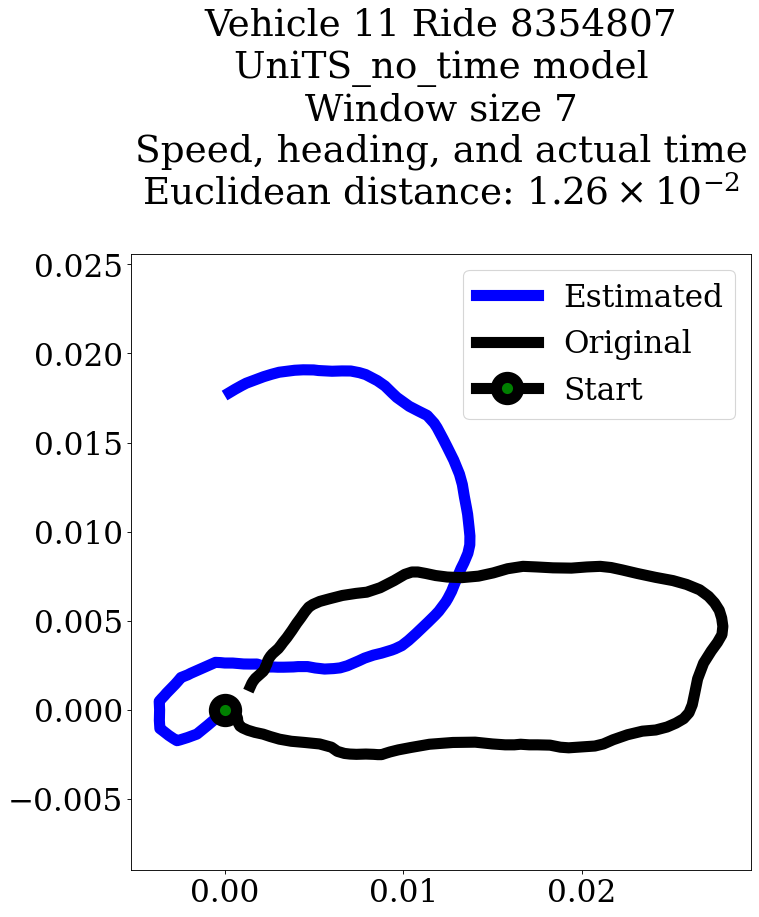 Vehicle 11 Ride 8354807
UniTS_no_time model
Window size 7
Speed, heading, and actual time
Euclidean distance: 1.26 × 10⁻²
0.025
0.020
0.015
0.010
0.005
0.000
−0.005
Estimated
Original
Start
0.00 0.01 0.02